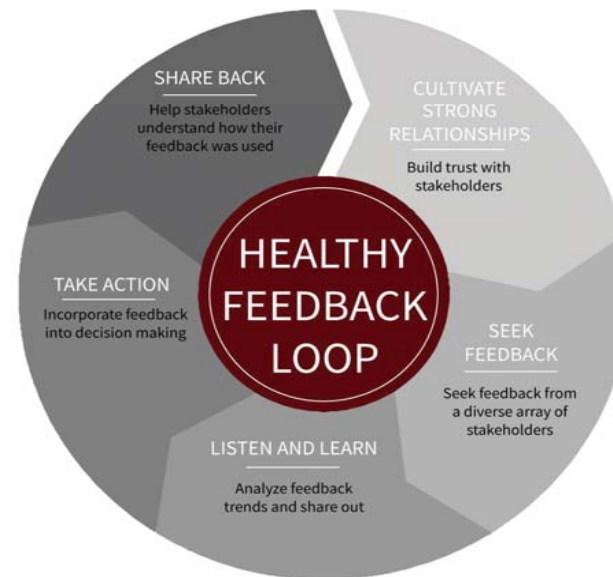 HEALTHY
FEEDBACK
LOOP
CULTIVATE
STRONG
RELATIONSHIPS
Build trust with
stakeholders
SEEK
FEEDBACK
Seek feedback from
a diverse array of
stakeholders
LISTEN AND LEARN
Analyze feedback
trends and share out
TAKE ACTION
Incorporate feedback
into decision making
SHARE BACK
Help stakeholders
understand how their
feedback was used